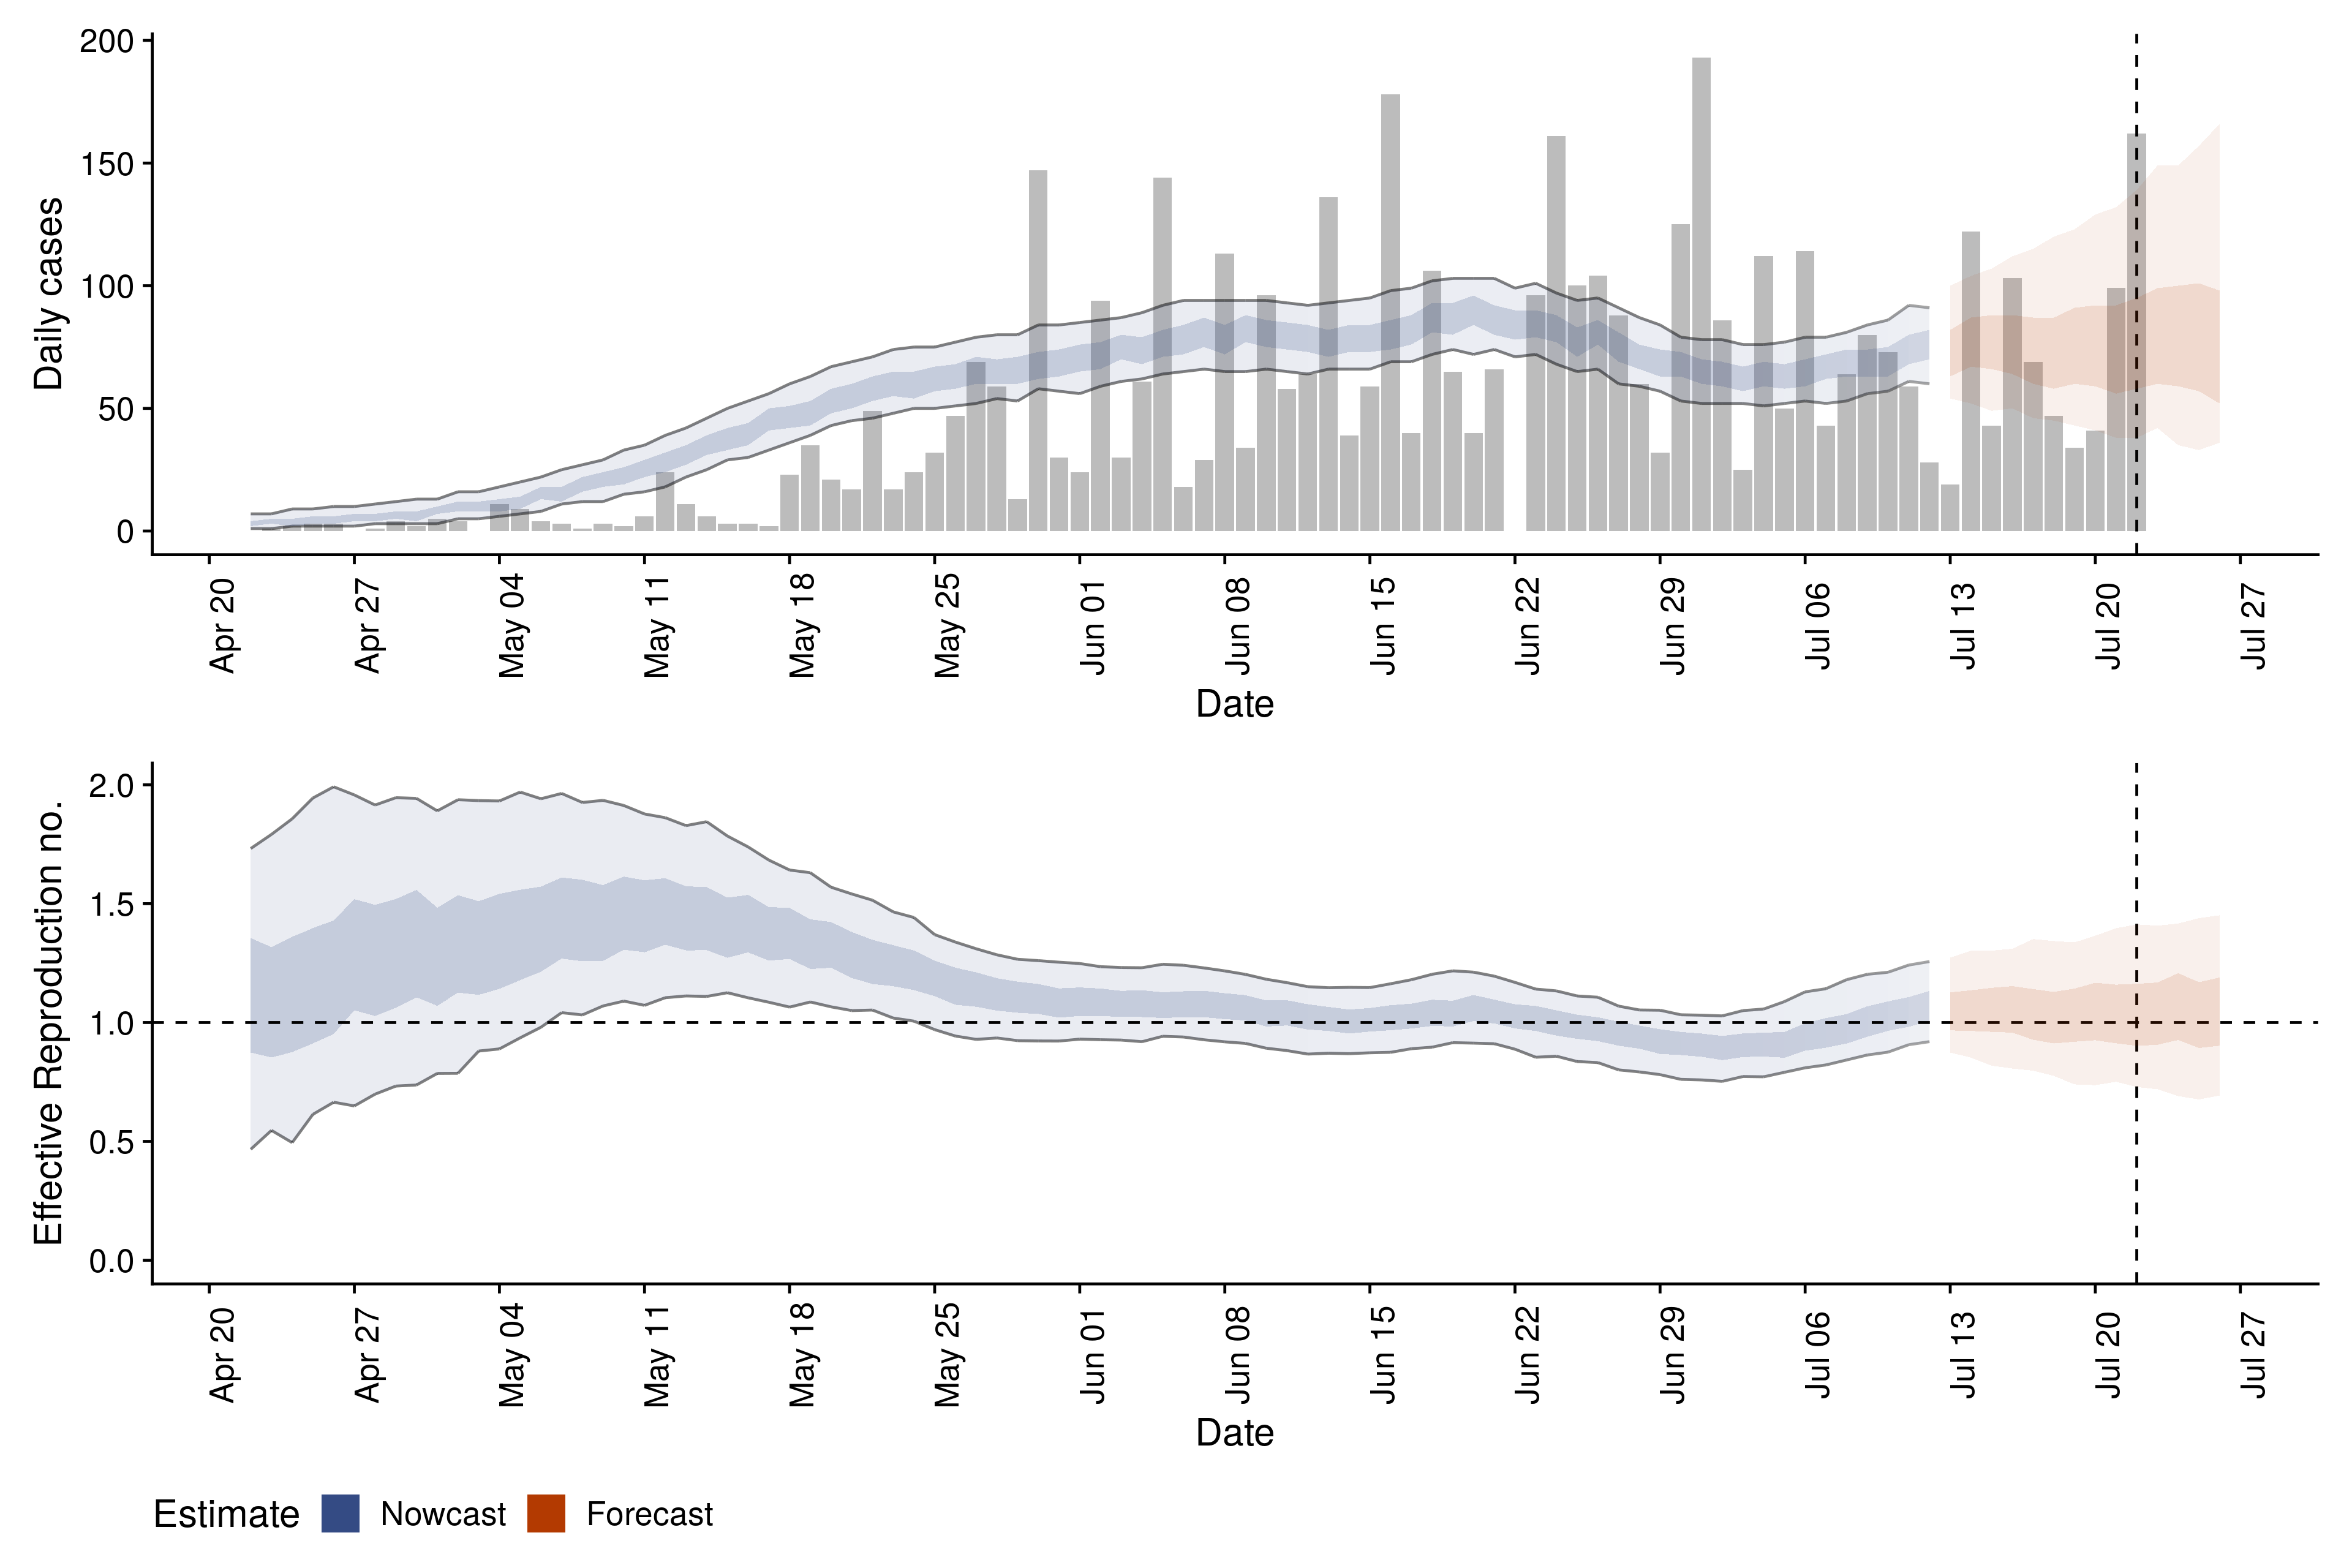 200
150
100
50
0
Daily cases
Apr 20
Apr 27
May 04
May 11
May 18
May 25
Jun 01
Jun 08
Jun 15
Jun 22
Jun 29
Jul 06
Jul 13
Jul 20
Jul 27
Date
2.0
1.5
1.0
0.5
0.0
Effective Reproduction no.
Apr 20
Apr 27
May 04
May 11
May 18
May 25
Jun 01
Jun 08
Jun 15
Jun 22
Jun 29
Jul 06
Jul 13
Jul 20
Jul 27
Date
Estimate Nowcast Forecast